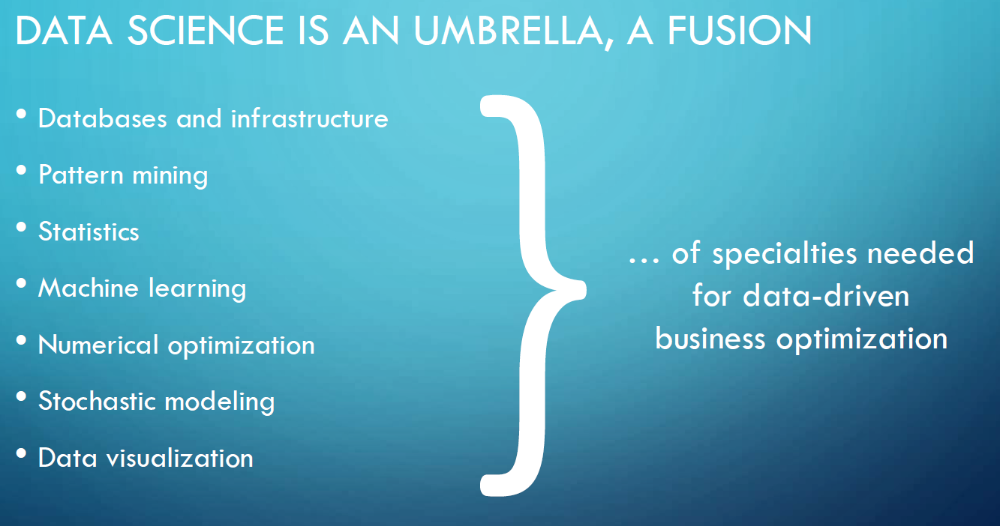 DATA SCIENCE IS AN UMBRELLA, A FUSION
• Databases and infrastructure
• Pattern mining
• Statistics
• Machine learning
• Numerical optimization
• Stochastic modeling
• Data visualization
… of specialties needed
for data-driven
business optimization